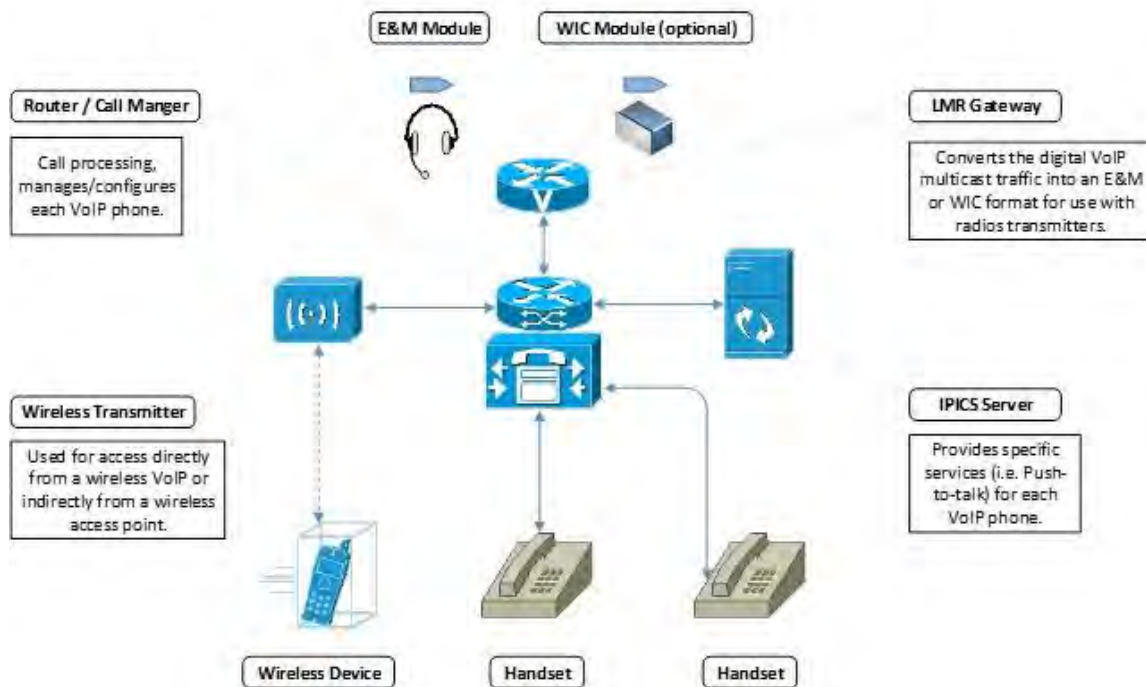 E&M Module
WIC Module (optional)
Router / Call Manger
Call processing,
manages/configures
each VoIP phone.
LMR Gateway
Converts the digital VoIP
multicast traffic into an E&M
or WIC format for use with
radios transmitters.
V
Wireless Transmitter
Used for access directly
from a wireless VoIP or
indirectly from a wireless
access point.
IPICS Server
Provides specific
services (i.e. Push-
to-talk) for each
VoIP phone.
Wireless Device
Handset
Handset